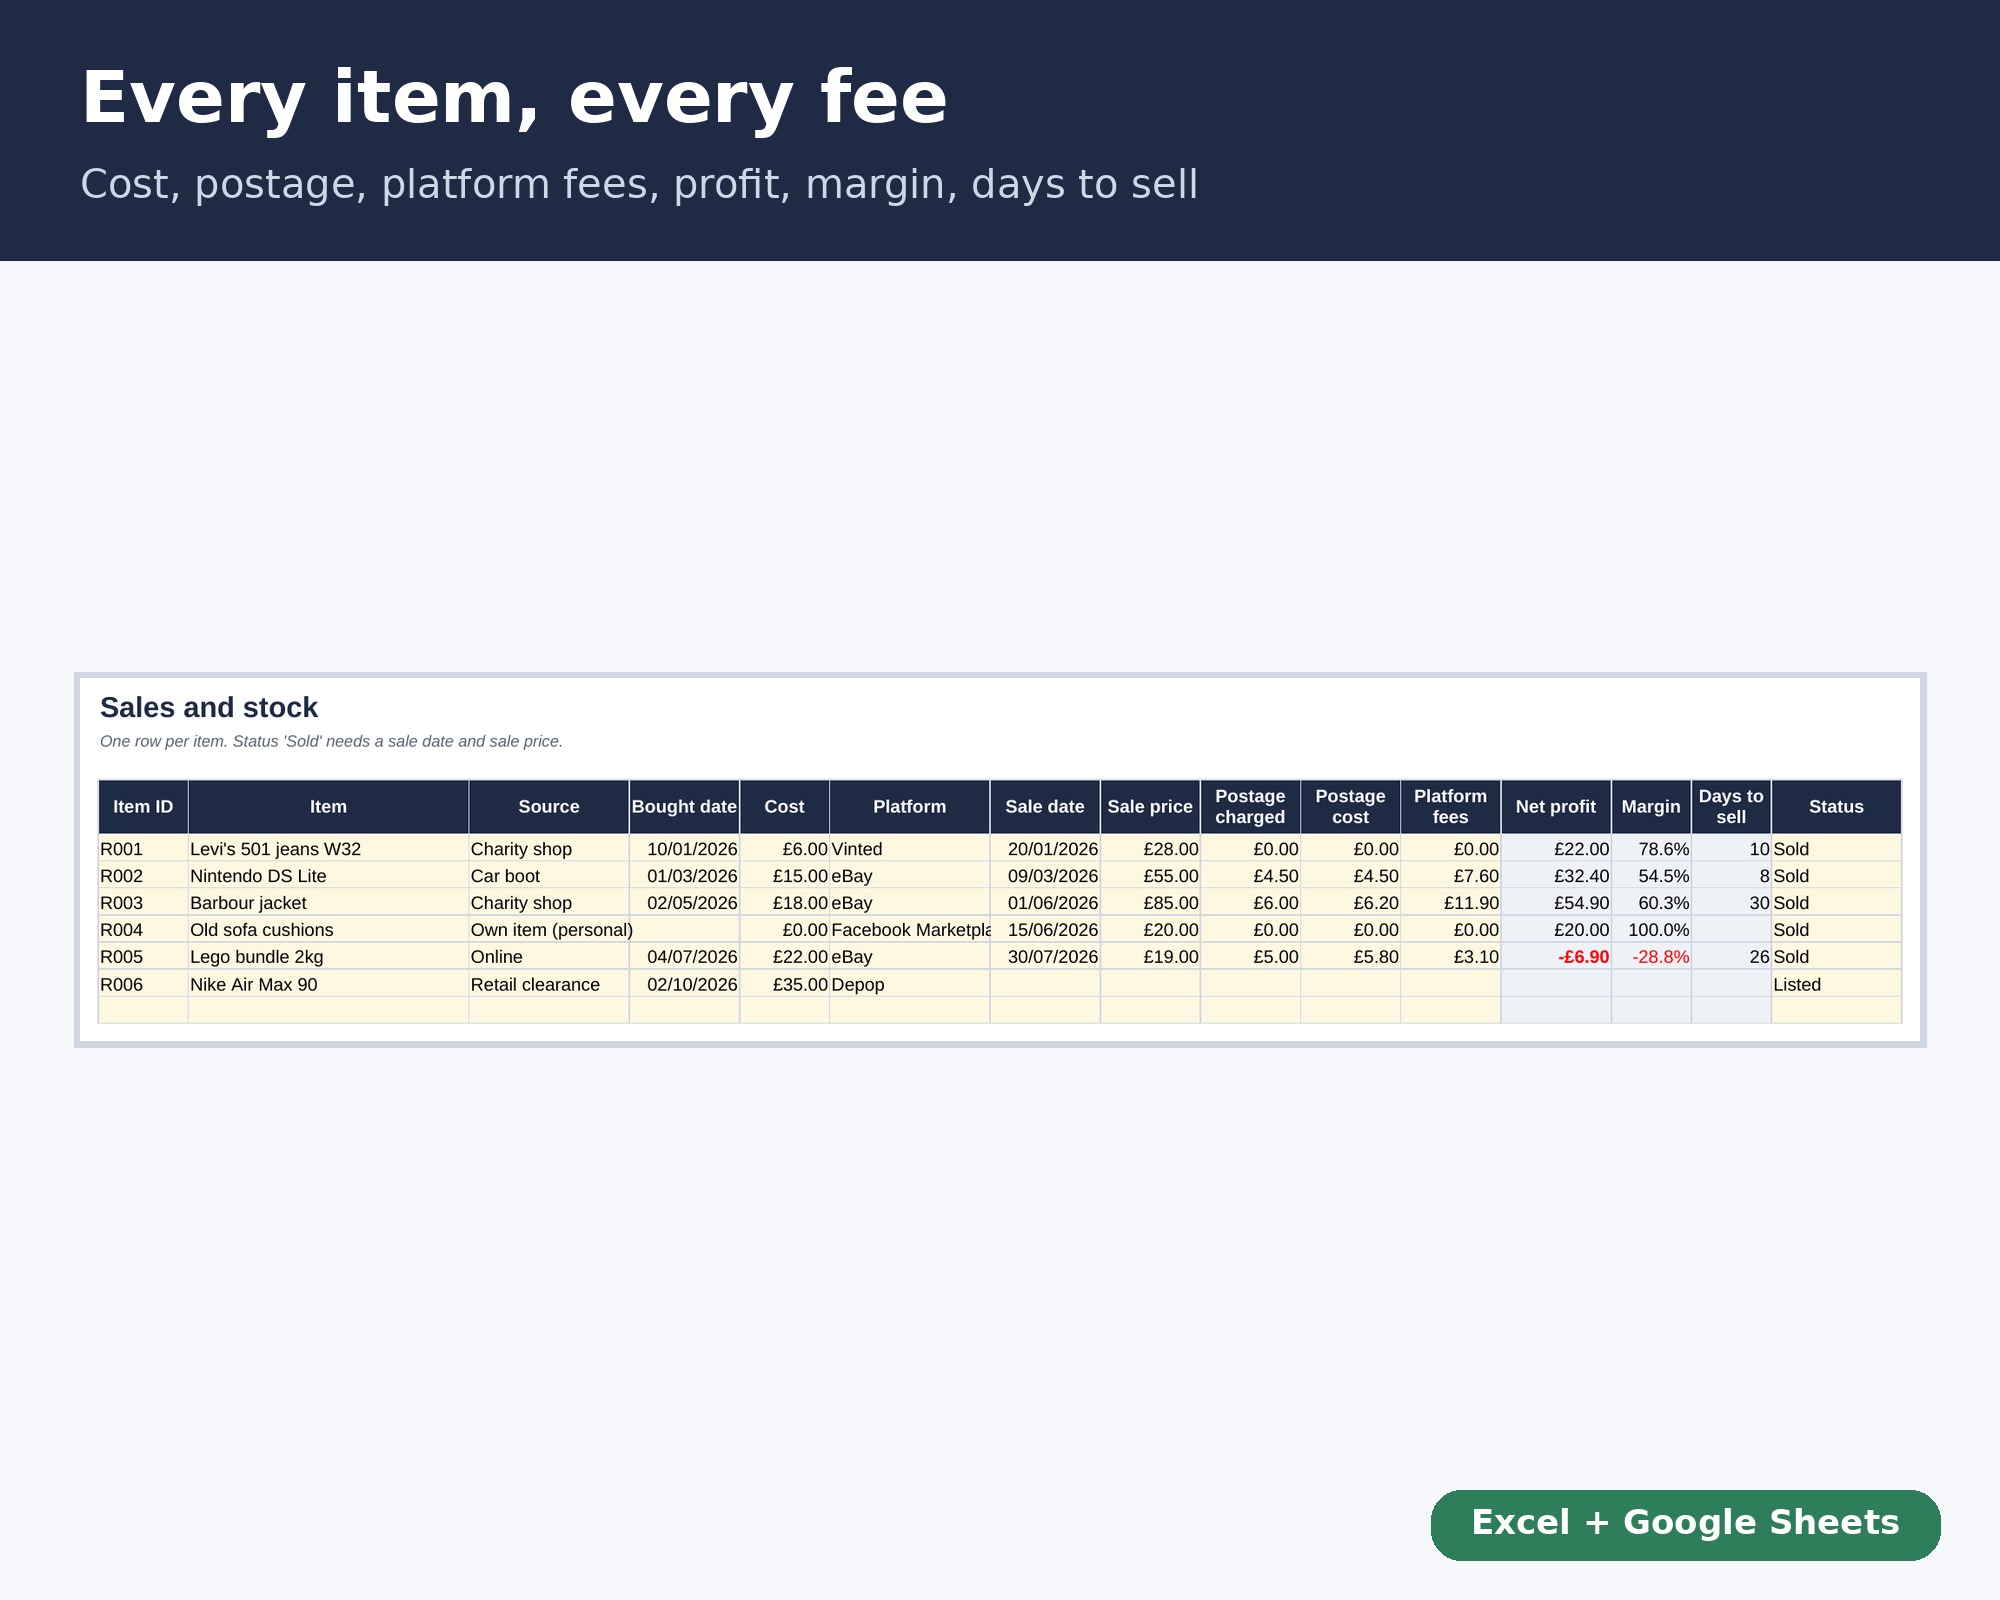 Every item, every fee
Cost, postage, platform fees, profit, margin, days to sell
Sales and stock
One row per item. Status 'Sold' needs a sale date and sale price.
Item ID Item Source Bought date Cost Platform Sale date Sale price Postage charged Postage cost Platform fees Net profit Margin Days to sell Status
R001 Levi's 501 jeans W32 Charity shop 10/01/2026 £6.00 Vinted 20/01/2026 £28.00 £0.00 £0.00 £0.00 £22.00 78.6% 10 Sold
R002 Nintendo DS Lite Car boot 01/03/2026 £15.00 eBay 09/03/2026 £55.00 £4.50 £4.50 £7.60 £32.40 54.5% 8 Sold
R003 Barbour jacket Charity shop 02/05/2026 £18.00 eBay 01/06/2026 £85.00 £6.00 £6.20 £11.90 £54.90 60.3% 30 Sold
R004 Old sofa cushions Own item (personal) £0.00 Facebook Marketpla 15/06/2026 £20.00 £0.00 £0.00 £0.00 £20.00 100.0% Sold
R005 Lego bundle 2kg Online 04/07/2026 £22.00 eBay 30/07/2026 £19.00 £5.00 £5.80 £3.10 -£6.90 -28.8% 26 Sold
R006 Nike Air Max 90 Retail clearance 02/10/2026 £35.00 Depop Listed
Excel + Google Sheets